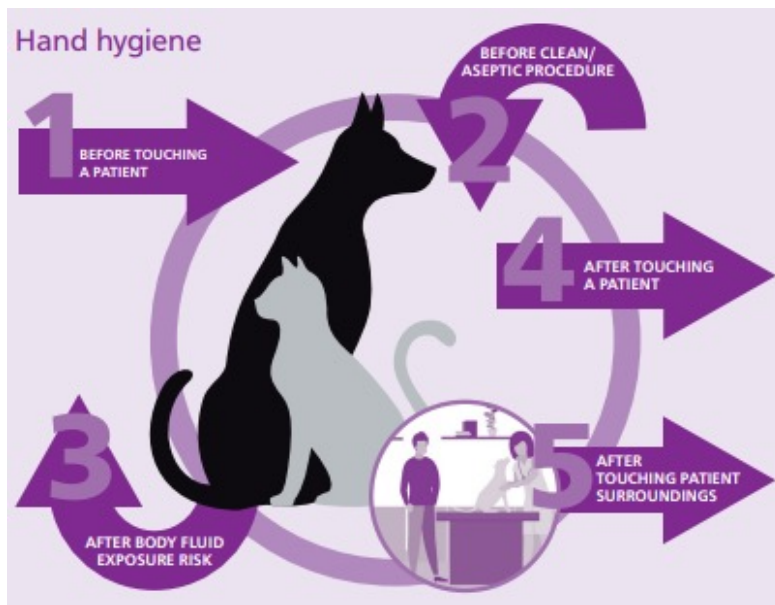 Hand hygiene
1
BEFORE TOUCHING
A PATIENT
2
BEFORE CLEAN/
ASEPTIC PROCEDURE
3
AFTER BODY FLUID
EXPOSURE RISK
4
AFTER TOUCHING
A PATIENT
5
AFTER
TOUCHING PATIENT
SURROUNDINGS